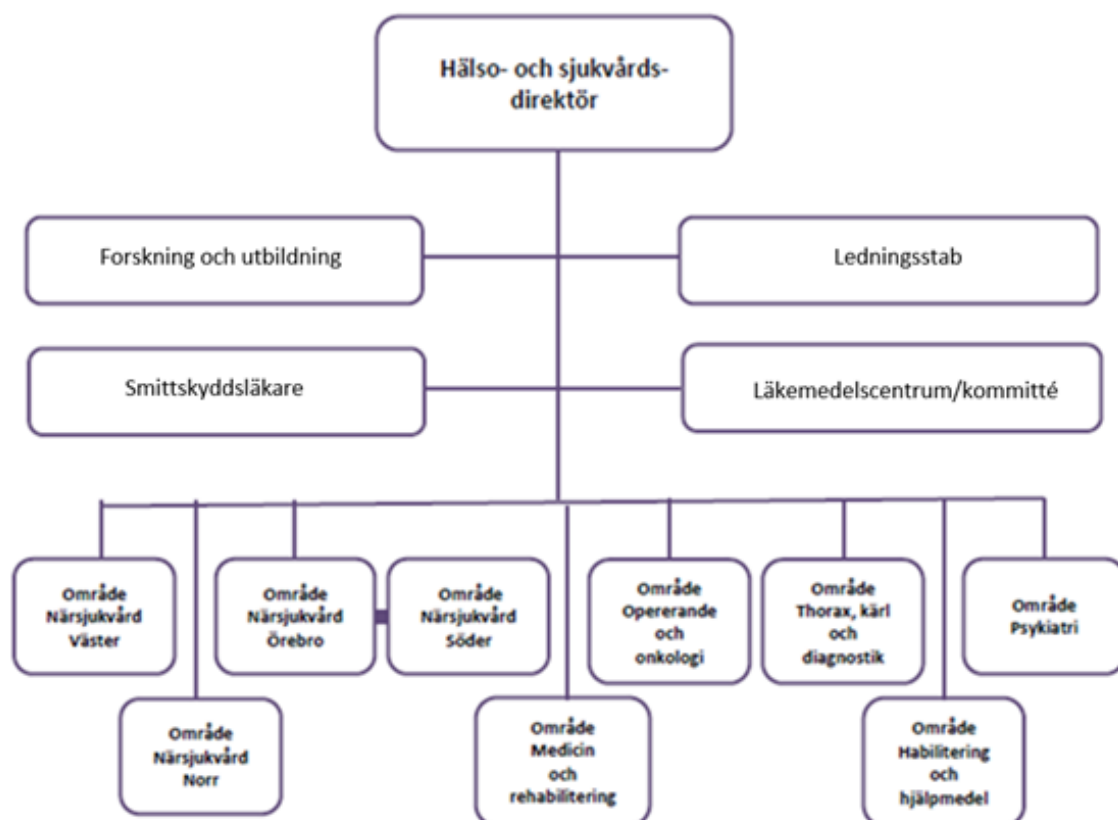 Hälso- och sjukvårds-
direktör
Forskning och utbildning
Ledningsstab
Smittskyddsläkare
Läkemedelscentrum/kommitté
Område
Närsjukvård
Väster
Område
Närsjukvård
Örebro
Område
Närsjukvård
Söder
Område
Opererande
och
onkologi
Område
Thorax, kärl
och
diagnostik
Område
Psykiatri
Område
Närsjukvård
Norr
Område
Medicin
och
rehabilitering
Område
Habilitering
och
hjälpmedel